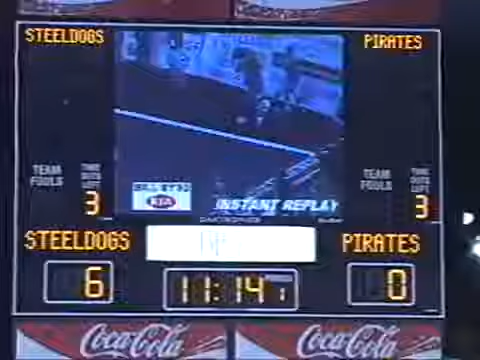 STEELDOGS PIRATES
TEAM FOULS TIME OUTS LEFT 3
TEAM FOULS TIME OUTS LEFT 3
KIA
INSTANT REPLAY
STEELDOGS PIRATES
6 11:14 1 0
Coca-Cola Coca-Cola